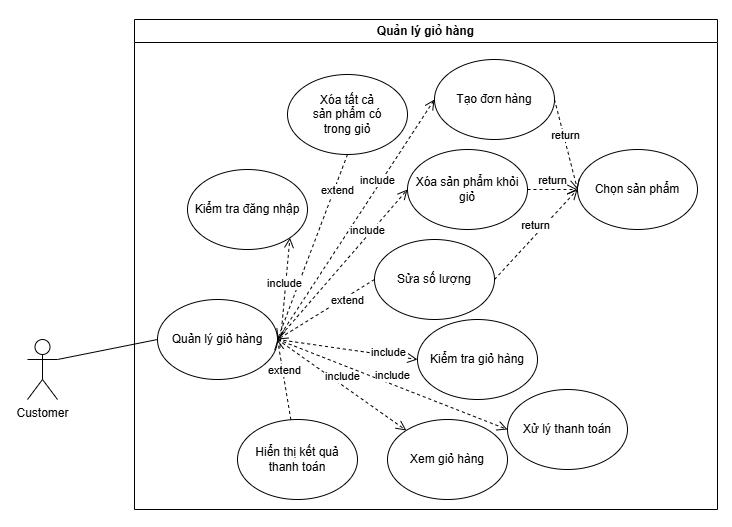 Quản lý giỏ hàng
Xóa tất cả
sản phẩm có
trong giỏ
Tạo đơn hàng
return
include
extend
Xóa sản phẩm khỏi
giỏ
return
Chọn sản phẩm
Kiểm tra đăng nhập
include
return
include
Sửa số lượng
extend
Quản lý giỏ hàng
include
Kiểm tra giỏ hàng
extend
include
include
Customer
Hiển thị kết quả
thanh toán
Xem giỏ hàng
Xử lý thanh toán